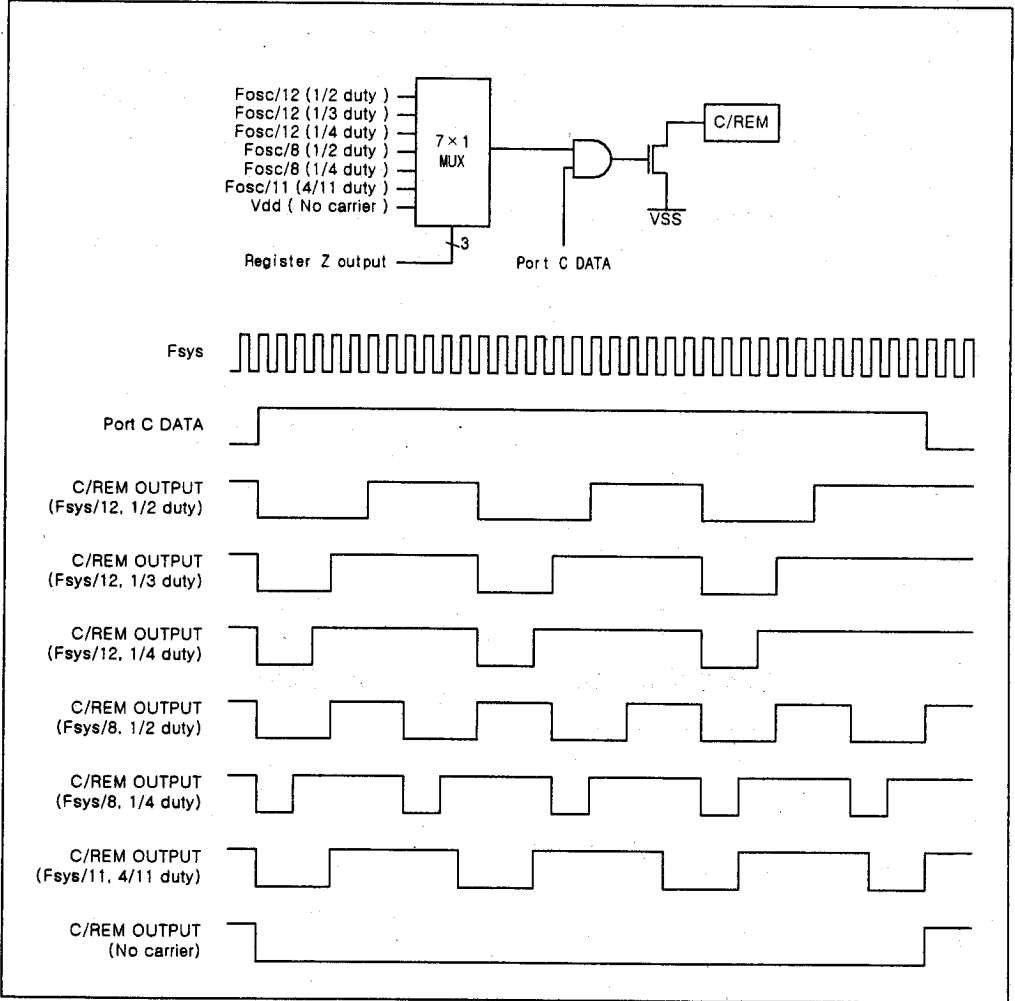 Fosc/12 (1/2 duty )
Fosc/12 (1/3 duty )
Fosc/12 (1/4 duty )
Fosc/8 (1/2 duty )
Fosc/8 (1/4 duty )
Fosc/11 (4/11 duty )
Vdd ( No carrier )
7×1
MUX
C/REM
VSS
3
Register Z output
Port C DATA
Fsys
Port C DATA
C/REM OUTPUT
(Fsys/12, 1/2 duty)
C/REM OUTPUT
(Fsys/12, 1/3 duty)
C/REM OUTPUT
(Fsys/12, 1/4 duty)
C/REM OUTPUT
(Fsys/8, 1/2 duty)
C/REM OUTPUT
(Fsys/8, 1/4 duty)
C/REM OUTPUT
(Fsys/11, 4/11 duty)
C/REM OUTPUT
(No carrier)